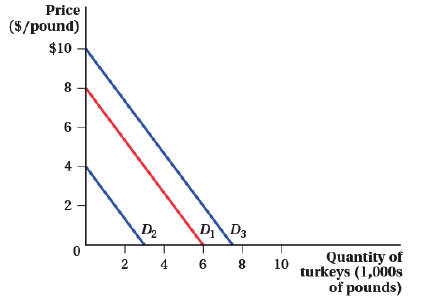 Price
($/pound)
$10
8
6
4
2
0
D₂ D₁ D₃
2 4 6 8 10
Quantity of
turkeys (1,000s
of pounds)